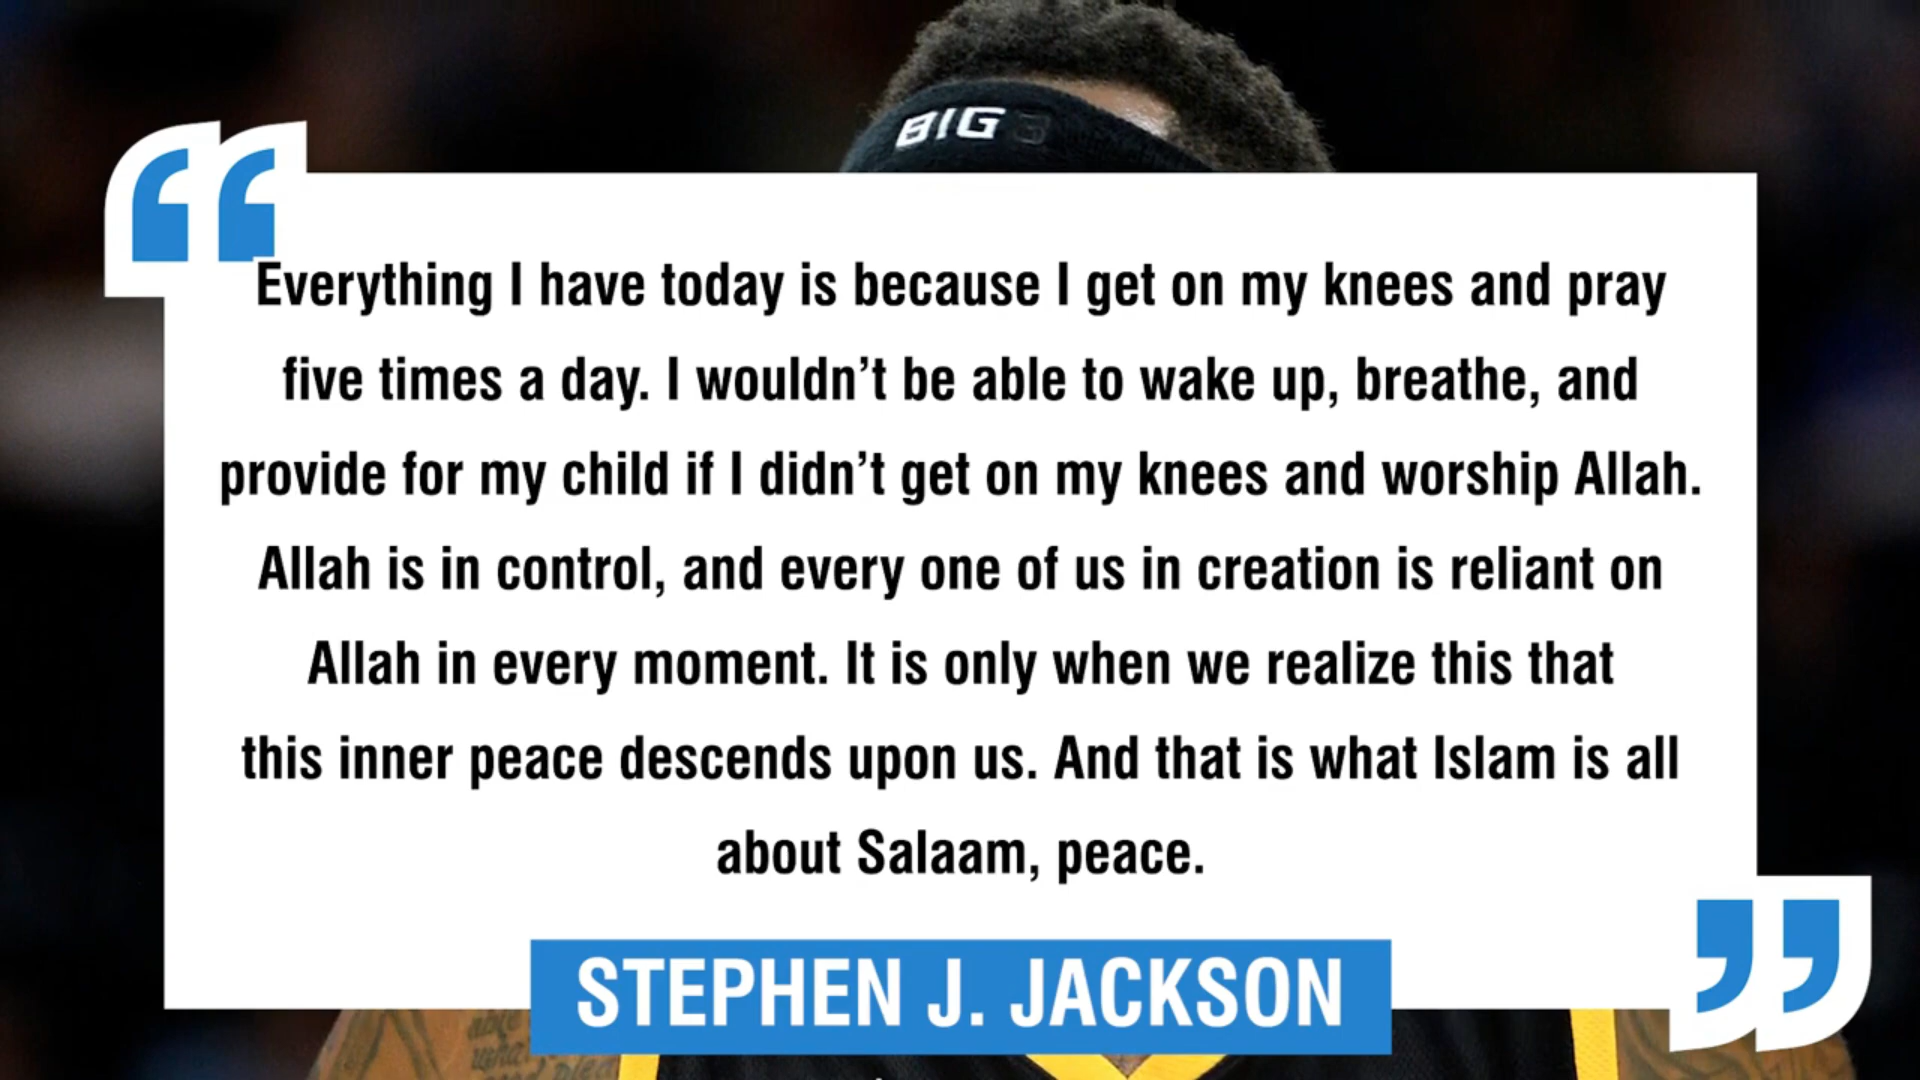 BIG3
Everything I have today is because I get on my knees and pray
five times a day. I wouldn’t be able to wake up, breathe, and
provide for my child if I didn’t get on my knees and worship Allah.
Allah is in control, and every one of us in creation is reliant on
Allah in every moment. It is only when we realize this that
this inner peace descends upon us. And that is what Islam is all
about Salaam, peace.
STEPHEN J. JACKSON